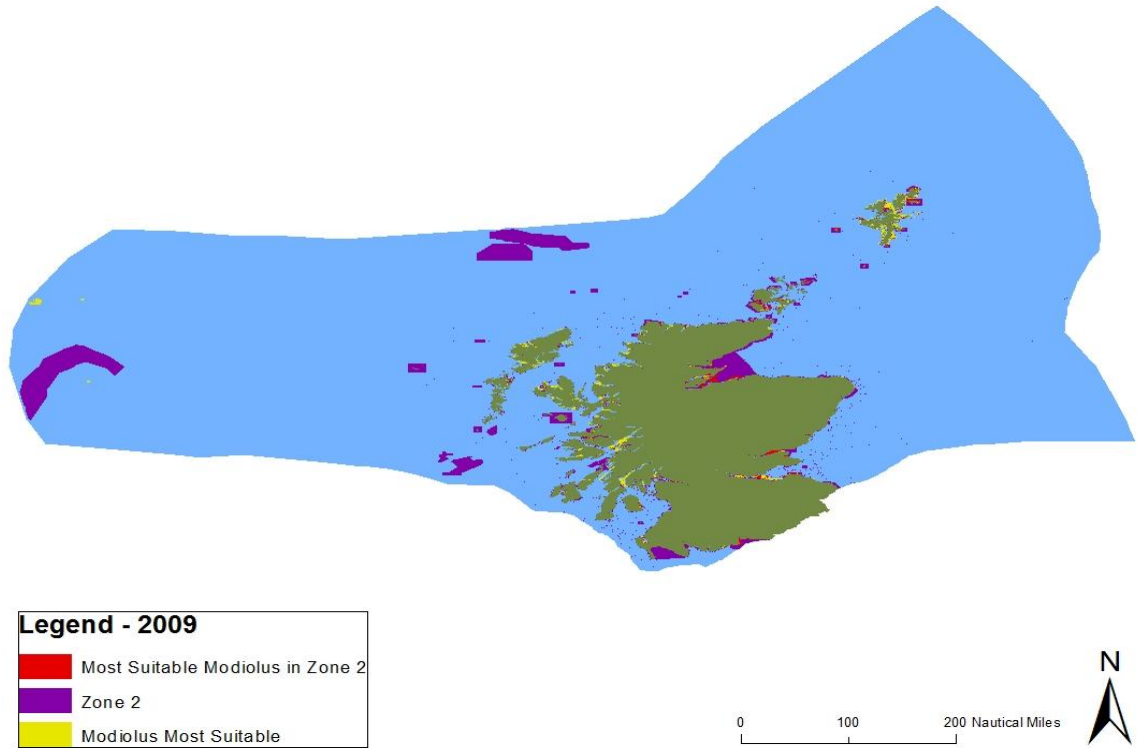 Legend - 2009
Most Suitable Modiolus in Zone 2
Zone 2
Modiolus Most Suitable
0 100 200 Nautical Miles
N